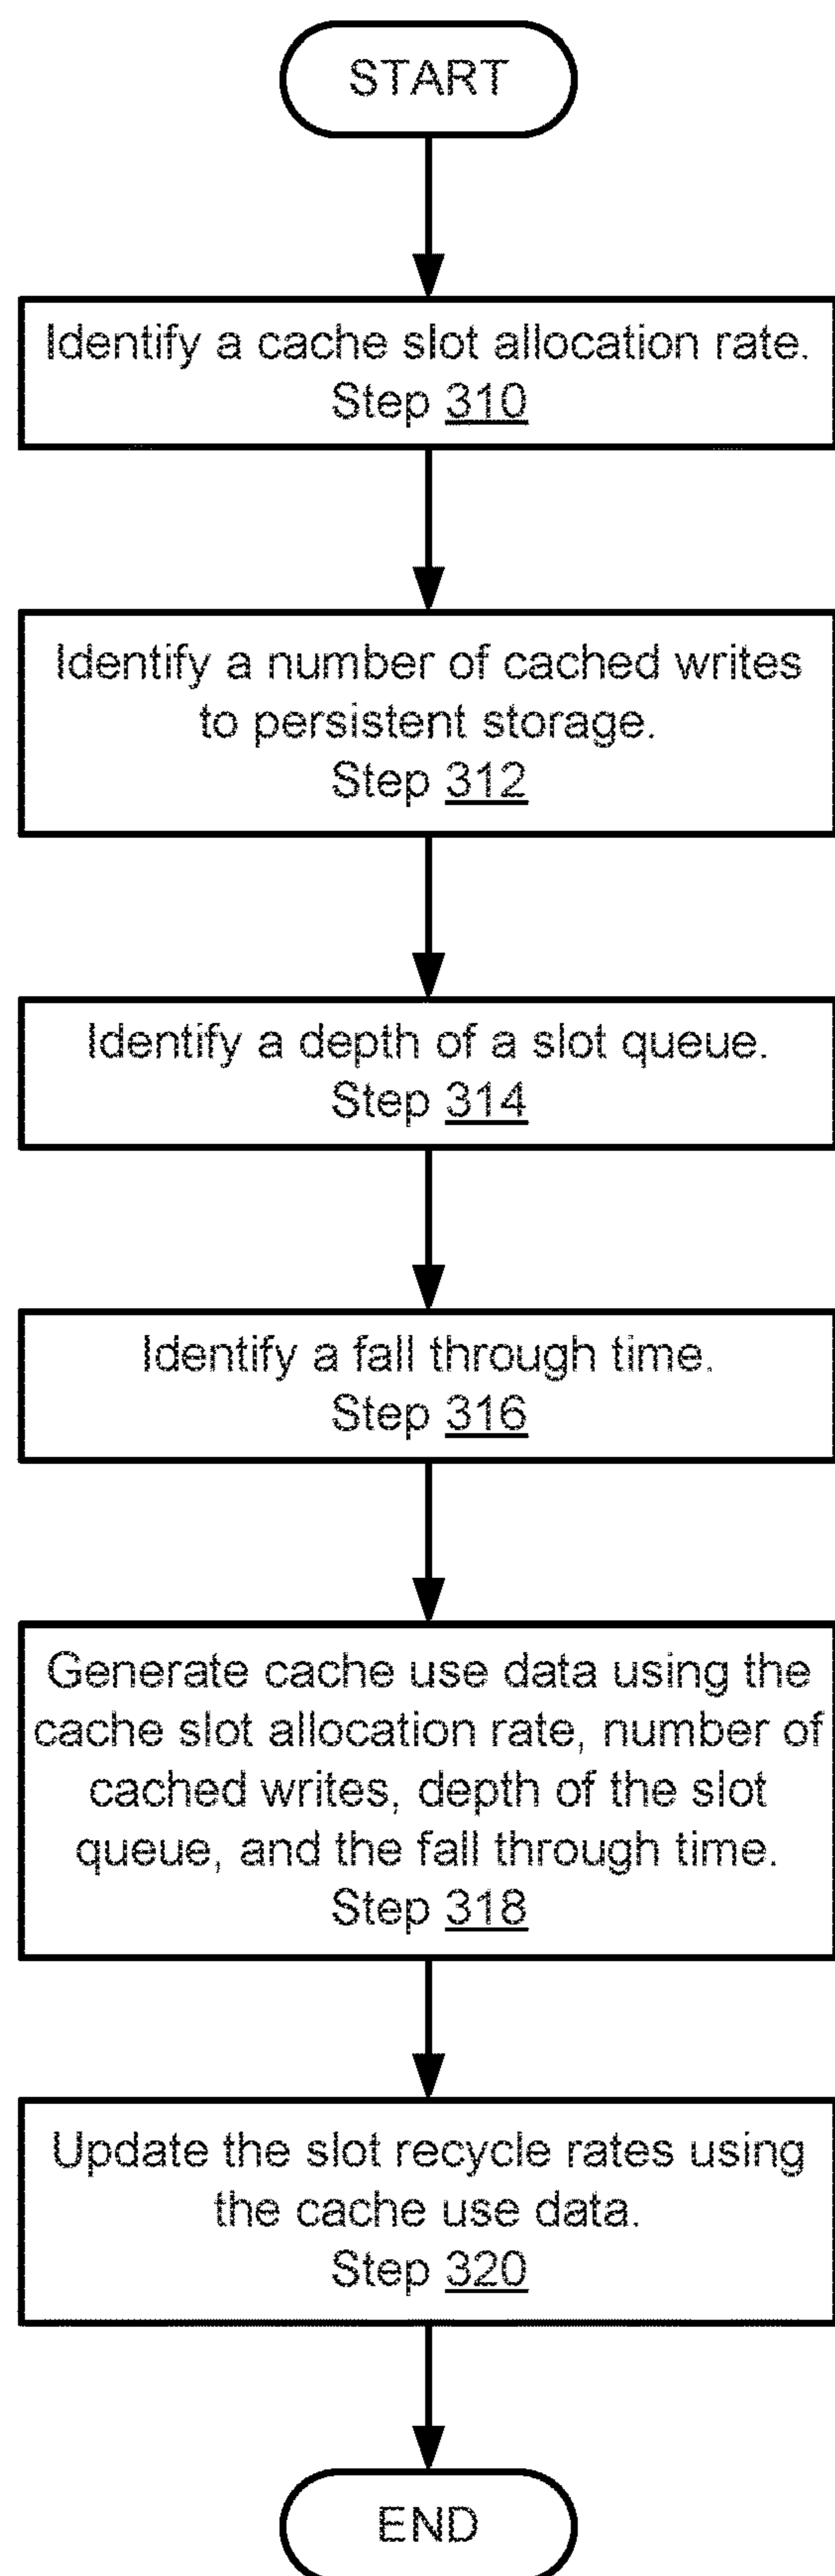 START
Identify a cache slot allocation rate.
Step 310
Identify a number of cached writes
to persistent storage.
Step 312
Identify a depth of a slot queue.
Step 314
Identify a fall through time.
Step 316
Generate cache use data using the
cache slot allocation rate, number of
cached writes, depth of the slot
queue, and the fall through time.
Step 318
Update the slot recycle rates using
the cache use data.
Step 320
END